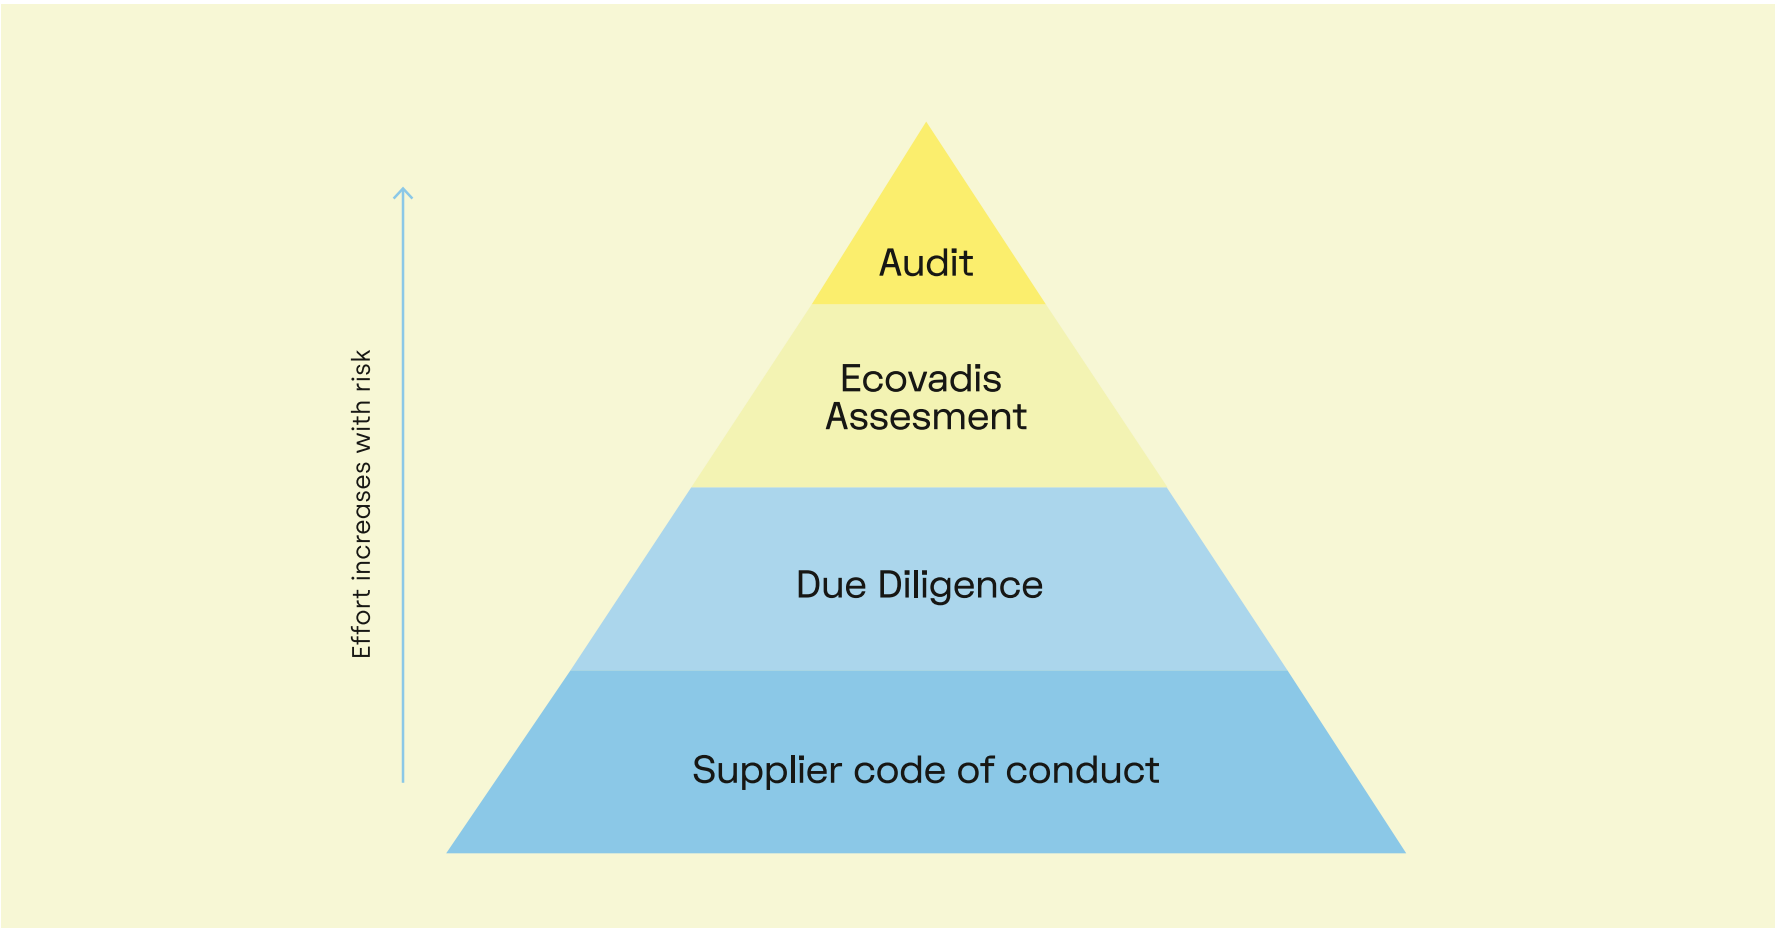 Audit
Ecovadis
Assesment
Due Diligence
Supplier code of conduct
Effort increases with risk